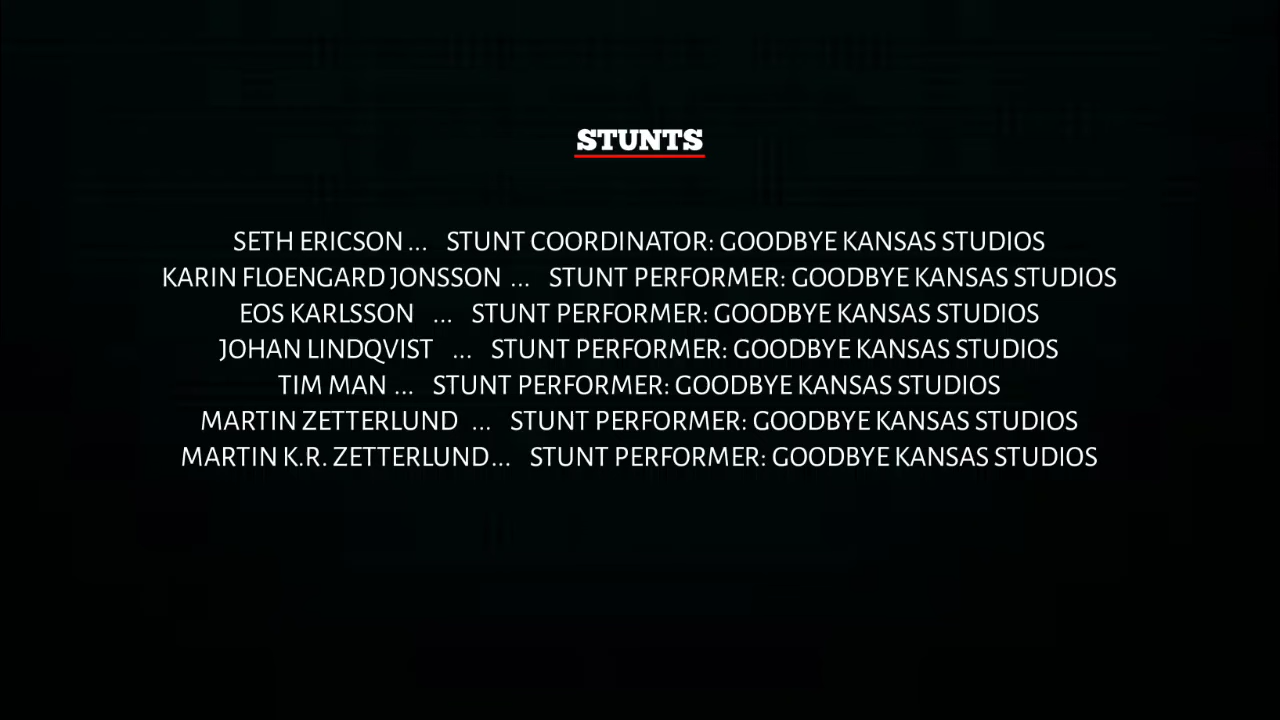 STUNTS
SETH ERICSON ... STUNT COORDINATOR: GOODBYE KANSAS STUDIOS
KARIN FLOENGARD JONSSON ... STUNT PERFORMER: GOODBYE KANSAS STUDIOS
EOS KARLSSON ... STUNT PERFORMER: GOODBYE KANSAS STUDIOS
JOHAN LINDQVIST ... STUNT PERFORMER: GOODBYE KANSAS STUDIOS
TIM MAN ... STUNT PERFORMER: GOODBYE KANSAS STUDIOS
MARTIN ZETTERLUND ... STUNT PERFORMER: GOODBYE KANSAS STUDIOS
MARTIN K.R. ZETTERLUND... STUNT PERFORMER: GOODBYE KANSAS STUDIOS